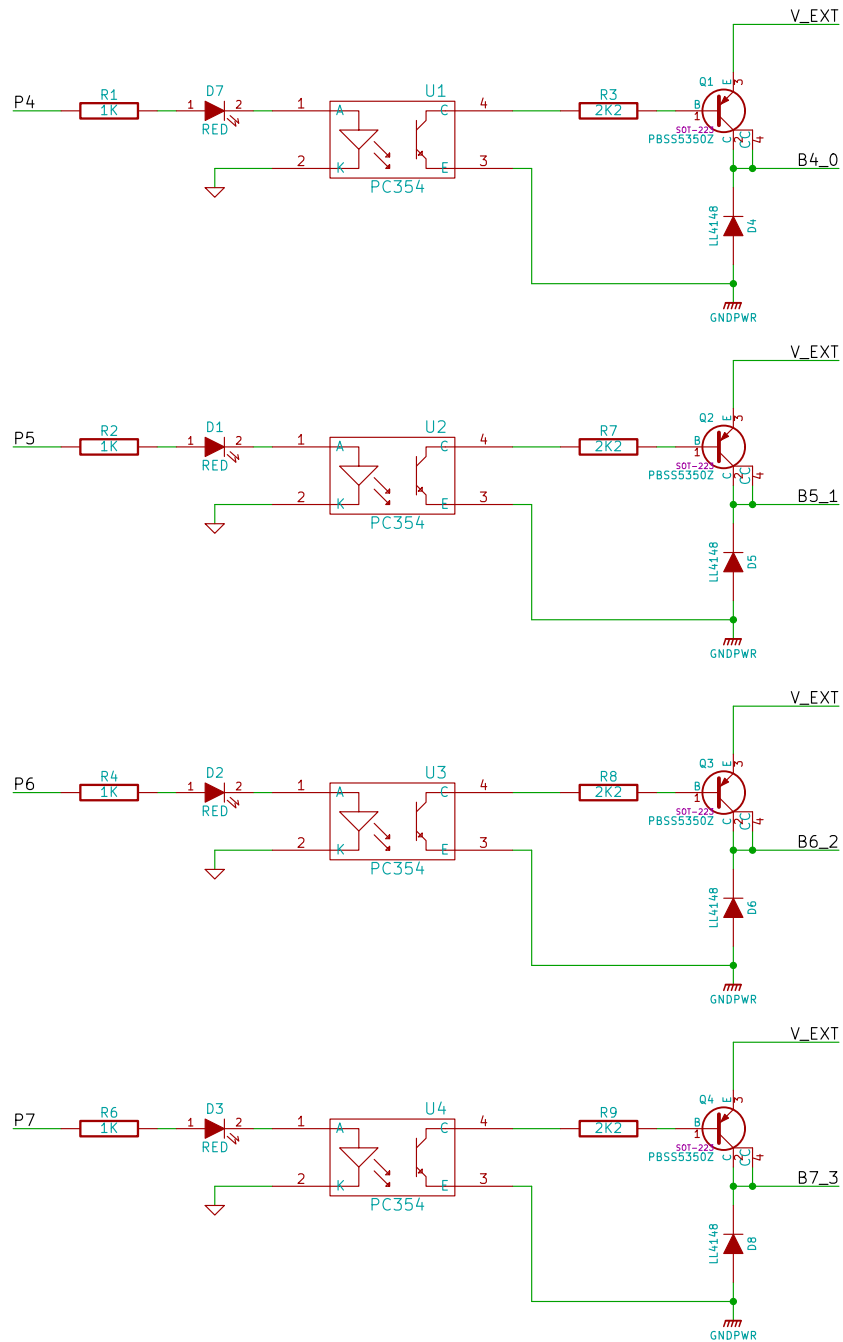 V_EXT
P4
R1
1K
1
D7
2
RED
1
2
A
K
U1
C
E
PC354
4
3
R3
2K2
Q1
B
1
E
3
SOT-223
PBSS5350Z
C
2
CC
4
B4_0
LL4148
D4
GNDPWR
V_EXT
P5
R2
1K
1
D1
2
RED
1
2
A
K
U2
C
E
PC354
4
3
R7
2K2
Q2
B
1
E
3
SOT-223
PBSS5350Z
C
2
CC
4
B5_1
LL4148
D5
GNDPWR
V_EXT
P6
R4
1K
1
D2
2
RED
1
2
A
K
U3
C
E
PC354
4
3
R8
2K2
Q3
B
1
E
3
SOT-223
PBSS5350Z
C
2
CC
4
B6_2
LL4148
D6
GNDPWR
V_EXT
P7
R6
1K
1
D3
2
RED
1
2
A
K
U4
C
E
PC354
4
3
R9
2K2
Q4
B
1
E
3
SOT-223
PBSS5350Z
C
2
CC
4
B7_3
LL4148
D8
GNDPWR